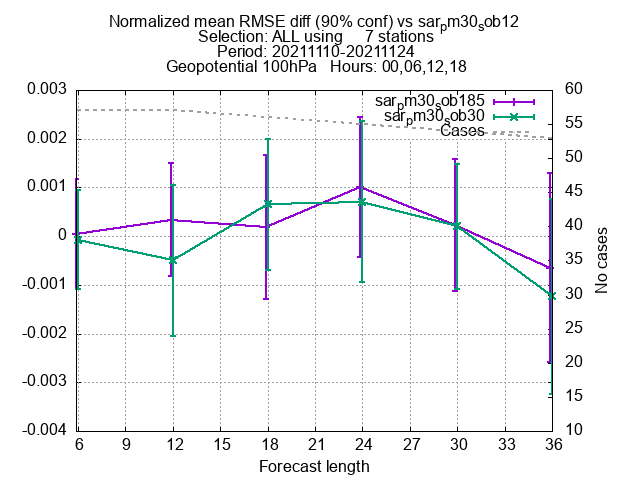 Normalized mean RMSE diff (90% conf) vs sarpm30sob12
Selection: ALL using 7 stations
Period: 20211110-20211124
Geopotential 100hPa Hours: 00,06,12,18
0.003
0.002
0.001
0
-0.001
-0.002
-0.003
-0.004
sarpm30sob185
sarpm30sob30
Cases
60
55
50
45
40
35
30
25
20
15
10
No cases
6 9 12 15 18 21 24 27 30 33 36
Forecast length